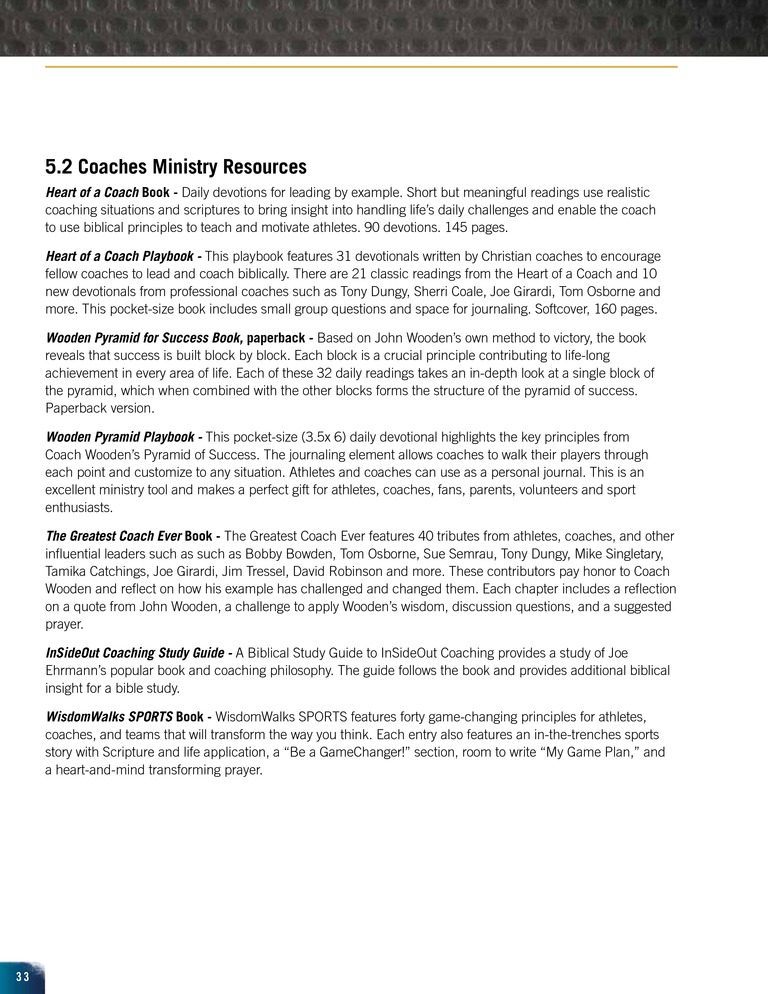 5.2 Coaches Ministry Resources
Heart of a Coach Book - Daily devotions for leading by example. Short but meaningful readings use realistic
coaching situations and scriptures to bring insight into handling life’s daily challenges and enable the coach
to use biblical principles to teach and motivate athletes. 90 devotions. 145 pages.
Heart of a Coach Playbook - This playbook features 31 devotionals written by Christian coaches to encourage
fellow coaches to lead and coach biblically. There are 21 classic readings from the Heart of a Coach and 10
new devotionals from professional coaches such as Tony Dungy, Sherri Coale, Joe Girardi, Tom Osborne and
more. This pocket-size book includes small group questions and space for journaling. Softcover, 160 pages.
Wooden Pyramid for Success Book, paperback - Based on John Wooden’s own method to victory, the book
reveals that success is built block by block. Each block is a crucial principle contributing to life-long
achievement in every area of life. Each of these 32 daily readings takes an in-depth look at a single block of
the pyramid, which when combined with the other blocks forms the structure of the pyramid of success.
Paperback version.
Wooden Pyramid Playbook - This pocket-size (3.5x 6) daily devotional highlights the key principles from
Coach Wooden’s Pyramid of Success. The journaling element allows coaches to walk their players through
each point and customize to any situation. Athletes and coaches can use as a personal journal. This is an
excellent ministry tool and makes a perfect gift for athletes, coaches, fans, parents, volunteers and sport
enthusiasts.
The Greatest Coach Ever Book - The Greatest Coach Ever features 40 tributes from athletes, coaches, and other
influential leaders such as such as Bobby Bowden, Tom Osborne, Sue Semrau, Tony Dungy, Mike Singletary,
Tamika Catchings, Joe Girardi, Jim Tressel, David Robinson and more. These contributors pay honor to Coach
Wooden and reflect on how his example has challenged and changed them. Each chapter includes a reflection
on a quote from John Wooden, a challenge to apply Wooden’s wisdom, discussion questions, and a suggested
prayer.
InSideOut Coaching Study Guide - A Biblical Study Guide to InSideOut Coaching provides a study of Joe
Ehrmann’s popular book and coaching philosophy. The guide follows the book and provides additional biblical
insight for a bible study.
WisdomWalks SPORTS Book - WisdomWalks SPORTS features forty game-changing principles for athletes,
coaches, and teams that will transform the way you think. Each entry also features an in-the-trenches sports
story with Scripture and life application, a “Be a GameChanger!” section, room to write “My Game Plan,” and
a heart-and-mind transforming prayer.
33